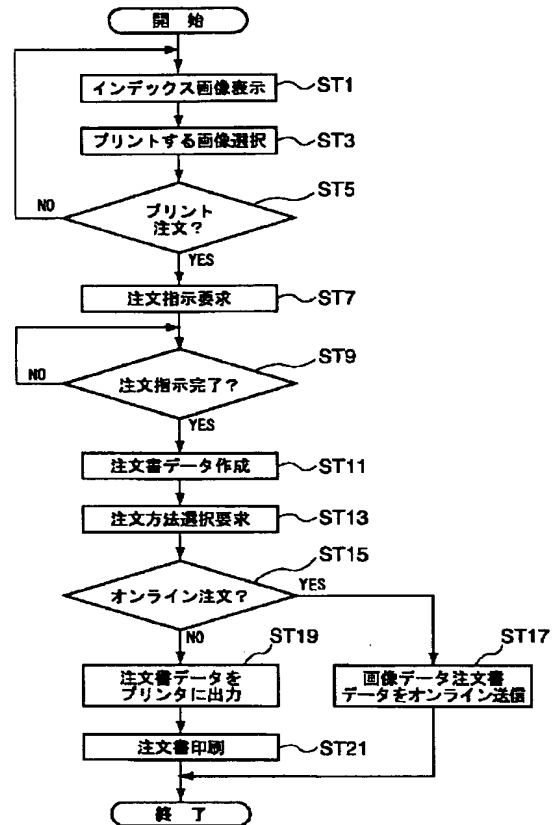 開 始
インデックス画像表示
ST1
プリントする画像選択
ST3
ST5
プリント
注文？
NO
YES
注文指示要求
ST7
ST9
注文指示完了？
NO
YES
注文書データ作成
ST11
注文方法選択要求
ST13
ST15
オンライン注文？
YES
NO
ST19
ST17
注文書データを
プリンタに出力
画像データ注文書
データをオンライン送信
注文書印刷
ST21
終 了